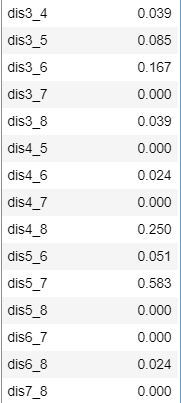 dis3_4 0.039
dis3_5 0.085
dis3_6 0.167
dis3_7 0.000
dis3_8 0.039
dis4_5 0.000
dis4_6 0.024
dis4_7 0.000
dis4_8 0.250
dis5_6 0.051
dis5_7 0.583
dis5_8 0.000
dis6_7 0.000
dis6_8 0.024
dis7_8 0.000